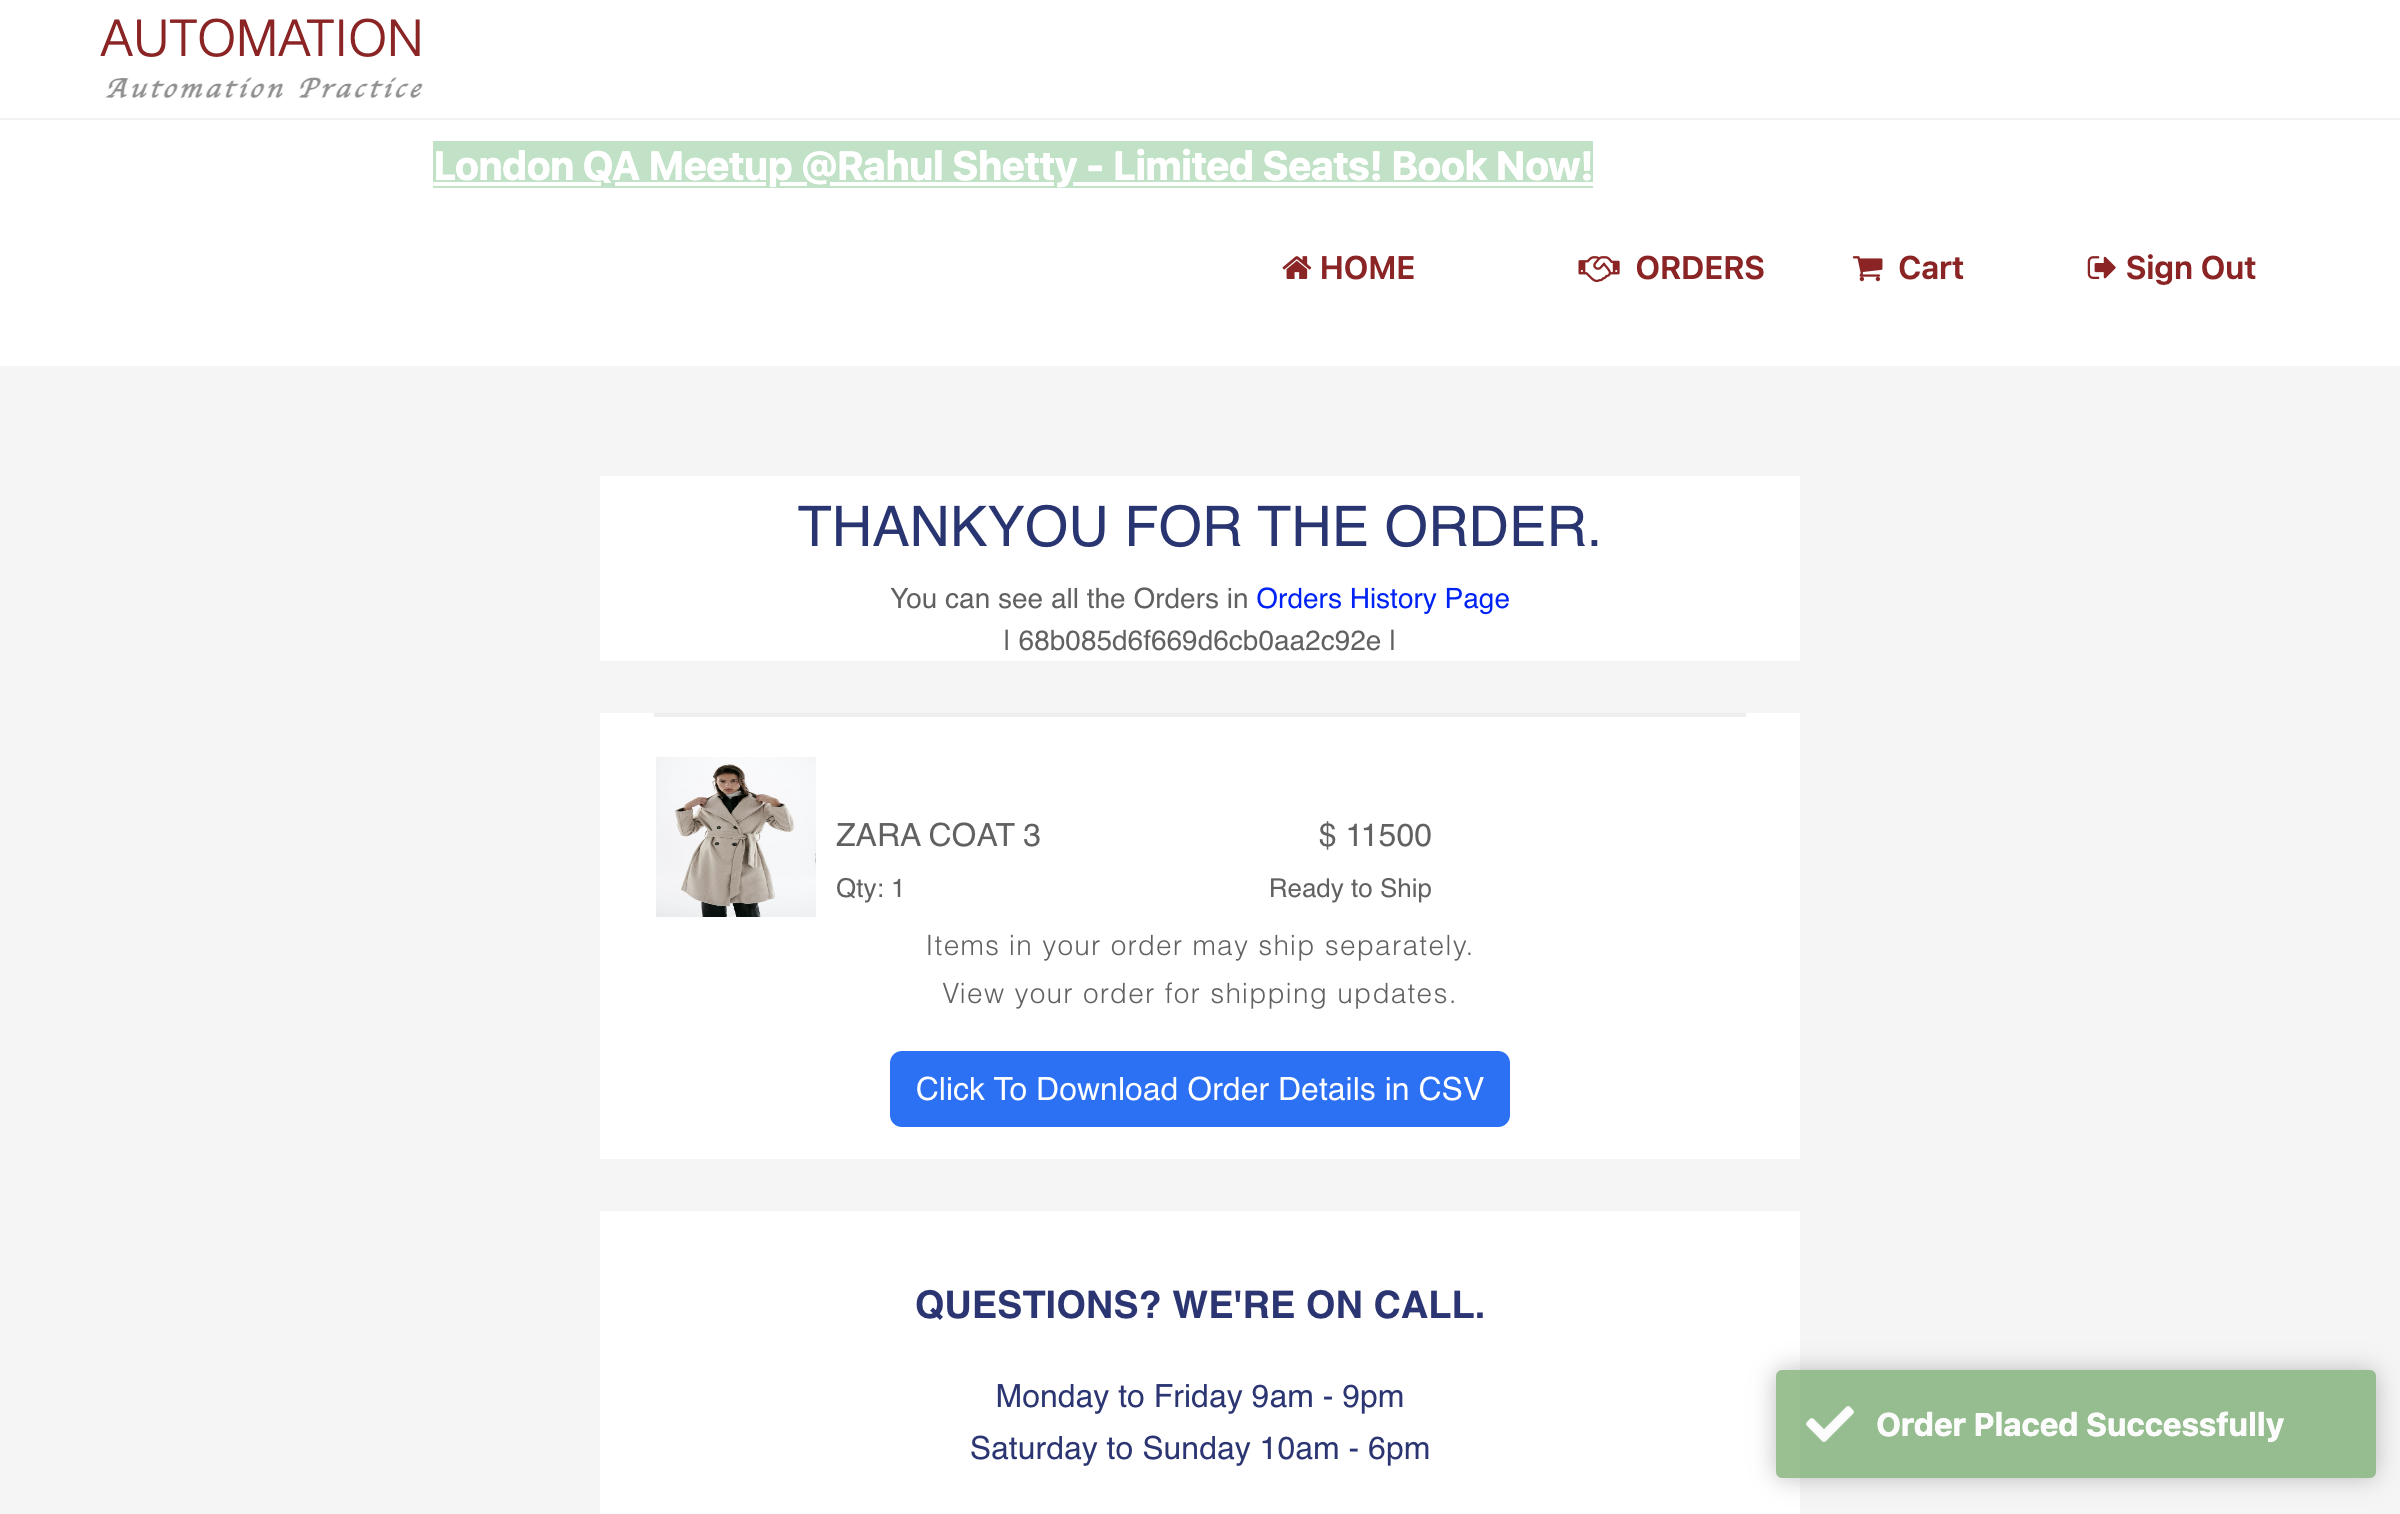 AUTOMATION
Automation Practice
London QA Meetup @Rahul Shetty - Limited Seats! Book Now!
HOME ORDERS Cart Sign Out
THANKYOU FOR THE ORDER.
You can see all the Orders in Orders History Page
| 68b085d6f669d6cb0aa2c92e |
ZARA COAT 3 $ 11500
Qty: 1 Ready to Ship
Items in your order may ship separately.
View your order for shipping updates.
Click To Download Order Details in CSV
QUESTIONS? WE'RE ON CALL.
Monday to Friday 9am - 9pm
Saturday to Sunday 10am - 6pm
Order Placed Successfully